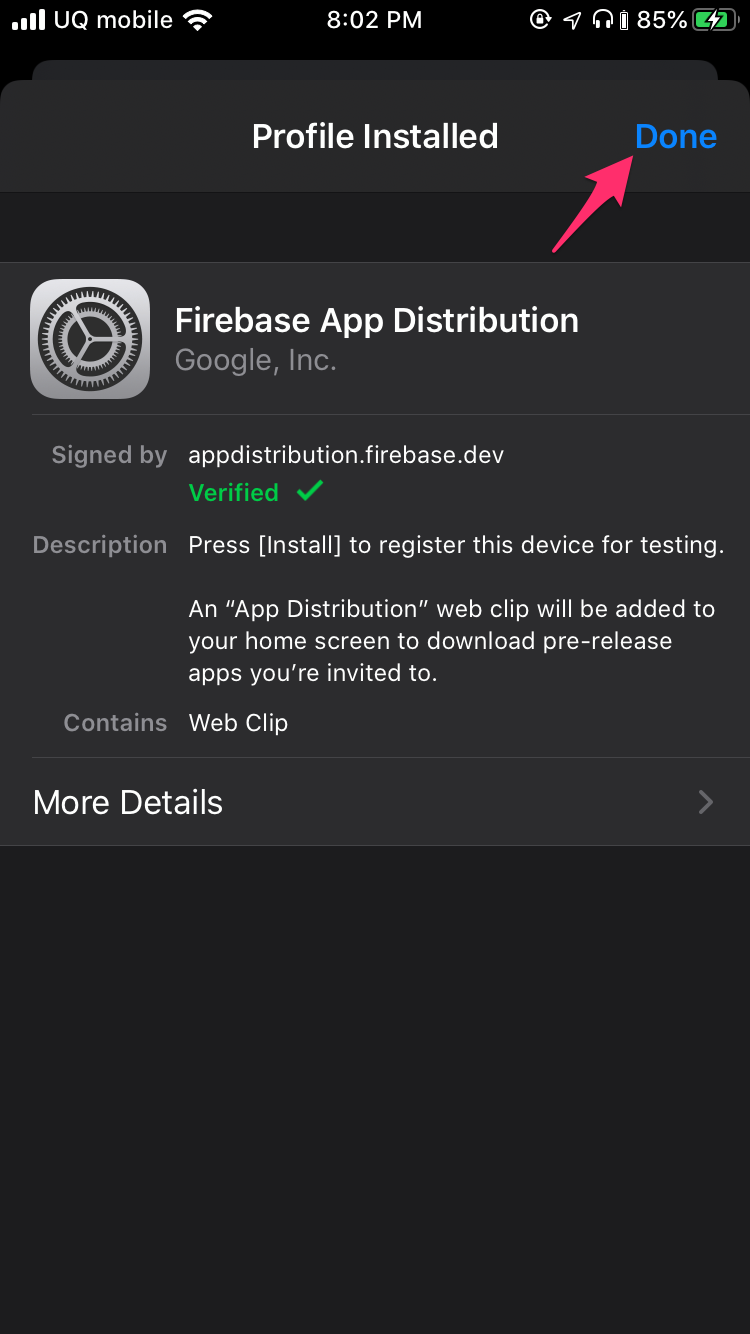 UQ mobile 8:02 PM 85%
Profile Installed Done
Firebase App Distribution
Google, Inc.
Signed by appdistribution.firebase.dev
Verified
Description Press [Install] to register this device for testing.
An “App Distribution” web clip will be added to
your home screen to download pre-release
apps you’re invited to.
Contains Web Clip
More Details